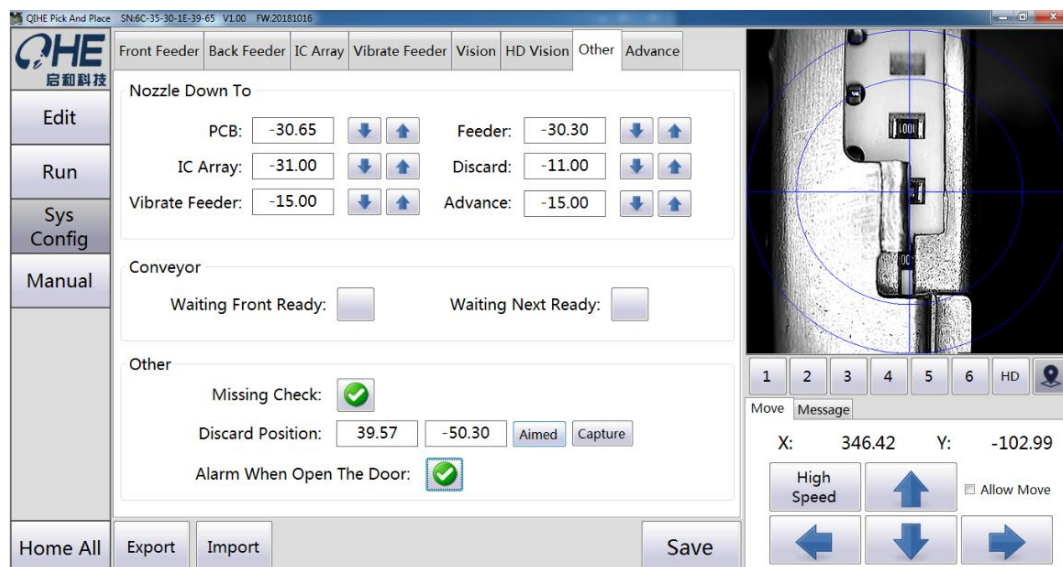 QIHE Pick And Place SN:6C-35-30-1E-39-65 V1.00 FW:20181016
QiHE
启和科技
Edit
Run
Sys
Config
Manual
Home All
Front Feeder Back Feeder IC Array Vibrate Feeder Vision HD Vision Other Advance
Nozzle Down To
PCB: -30.65 Feeder: -30.30
IC Array: -31.00 Discard: -11.00
Vibrate Feeder: -15.00 Advance: -15.00
Conveyor
Waiting Front Ready: Waiting Next Ready:
Other
Missing Check:
Discard Position: 39.57 -50.30 Aimed Capture
Alarm When Open The Door:
Export Import Save
1001
1 2 3 4 5 6 HD
Move Message
X: 346.42 Y: -102.99
High
Speed
Allow Move